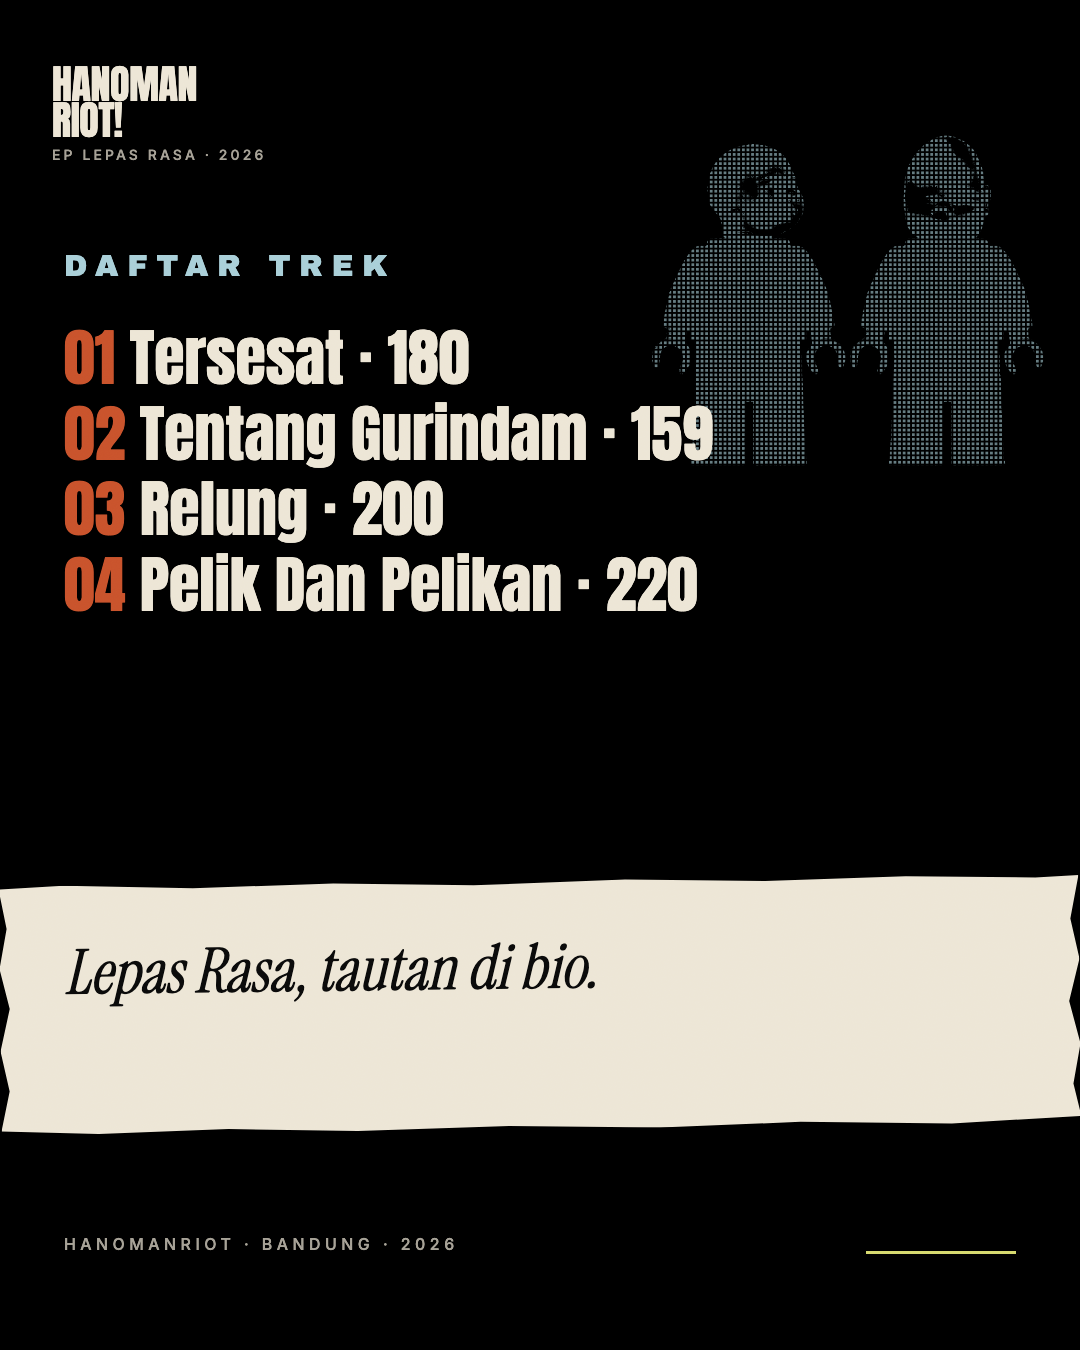 HANOMAN
RIOT!
EP LEPAS RASA · 2026
DAFTAR TREK
01 Tersesat · 180
02 Tentang Gurindam · 159
03 Relung · 200
04 Pelik Dan Pelikan · 220
Lepas Rasa, tautan di bio.
HANOMANRIOT · BANDUNG · 2026